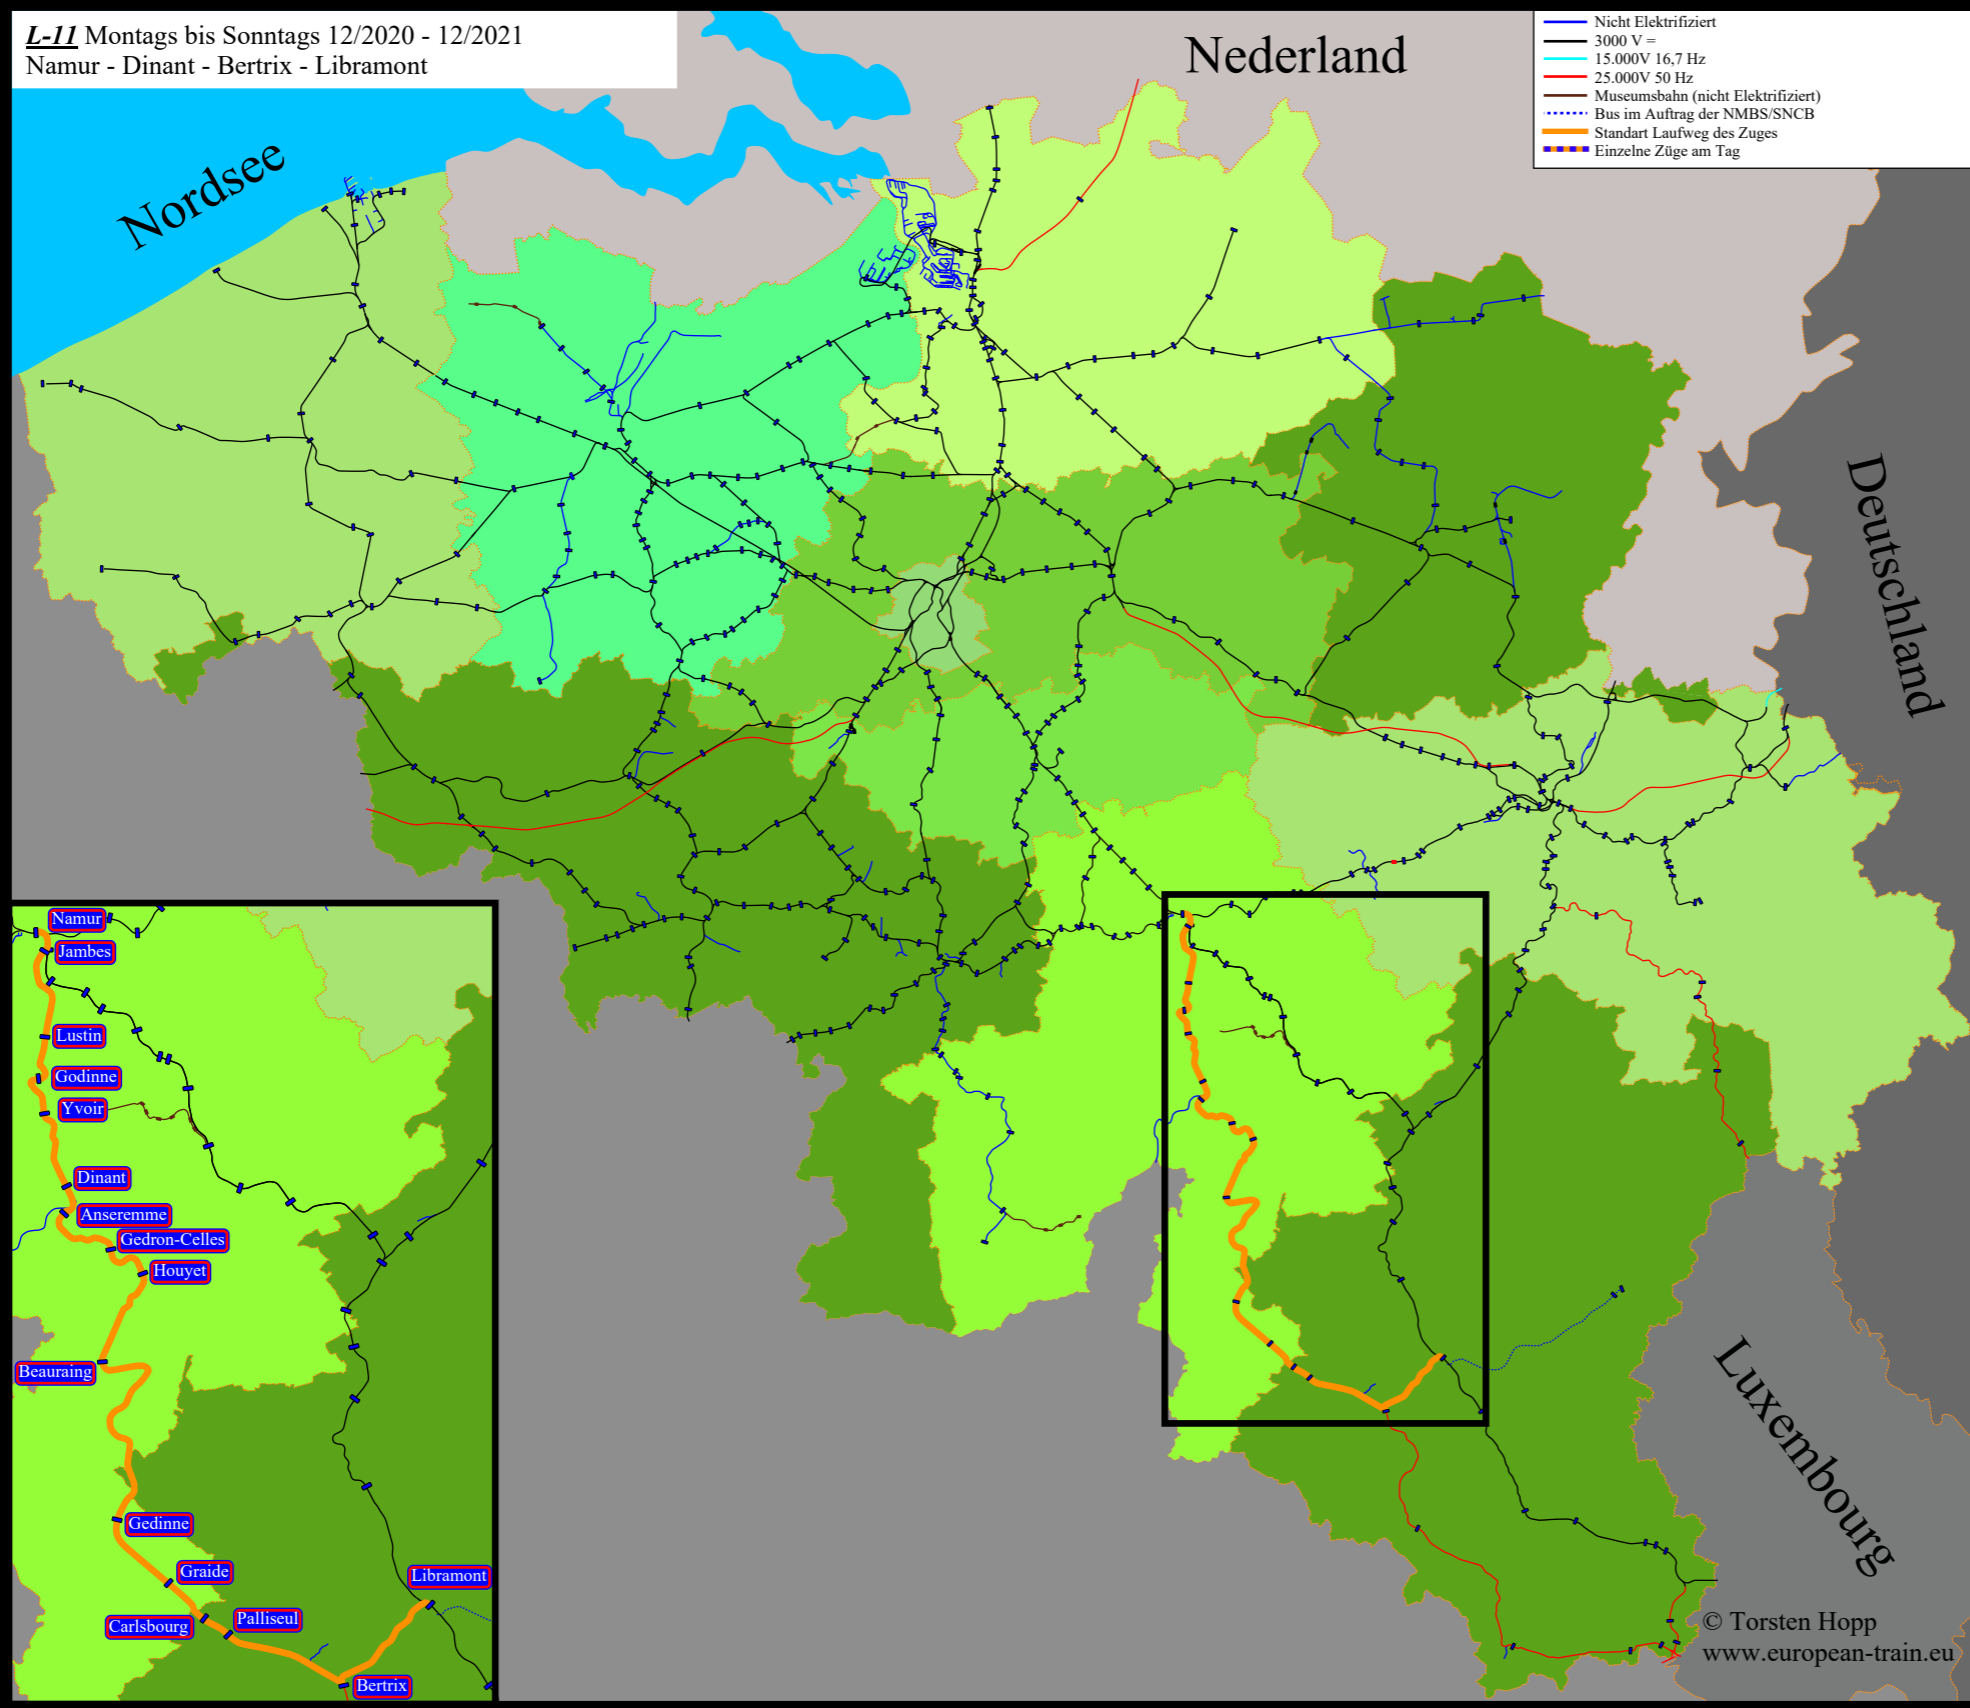 L-11 Montags bis Sonntags 12/2020 - 12/2021
Namur - Dinant - Bertrix - Libramont
Nicht Elektrifiziert
3000 V =
15.000V 16,7 Hz
25.000V 50 Hz
Museumsbahn (nicht Elektrifiziert)
Bus im Auftrag der NMBS/SNCB
Standart Laufweg des Zuges
Einzelne Züge am Tag
Nederland
Nordsee
Deutschland
Luxembourg
Namur
Jambes
Lustin
Godinne
Yvoir
Dinant
Anseremme
Gedron-Celles
Houyet
Beauraing
Gedinne
Graide
Libramont
Carlsbourg
Palliseul
Bertrix
© Torsten Hopp
www.european-train.eu